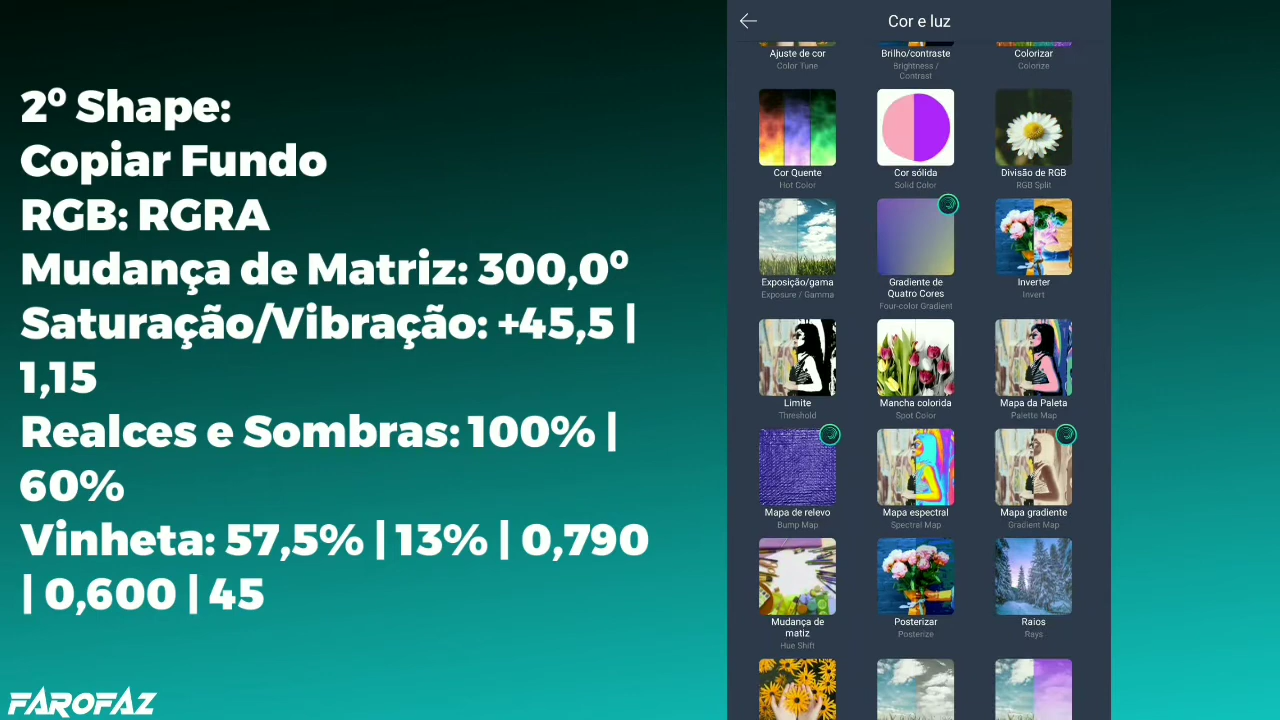 2º Shape:
Copiar Fundo
RGB: RGRA
Mudança de Matriz: 300,0º
Saturação/Vibração: +45,5 |
1,15
Realces e Sombras: 100% |
60%
Vinheta: 57,5% | 13% | 0,790
| 0,600 | 45
FAROFAZ
Cor e luz
Ajuste de cor
Color Tune
Brilho/contraste
Brightness /
Contrast
Colorizar
Colorize
Cor Quente
Hot Color
Cor sólida
Solid Color
Divisão de RGB
RGB Split
Exposição/gama
Exposure / Gamma
Gradiente de
Quatro Cores
Four-color Gradient
Inverter
Invert
Limite
Threshold
Mancha colorida
Spot Color
Mapa da Paleta
Palette Map
Mapa de relevo
Bump Map
Mapa espectral
Spectral Map
Mapa gradiente
Gradient Map
Mudança de
matiz
Hue Shift
Posterizar
Posterize
Raios
Rays